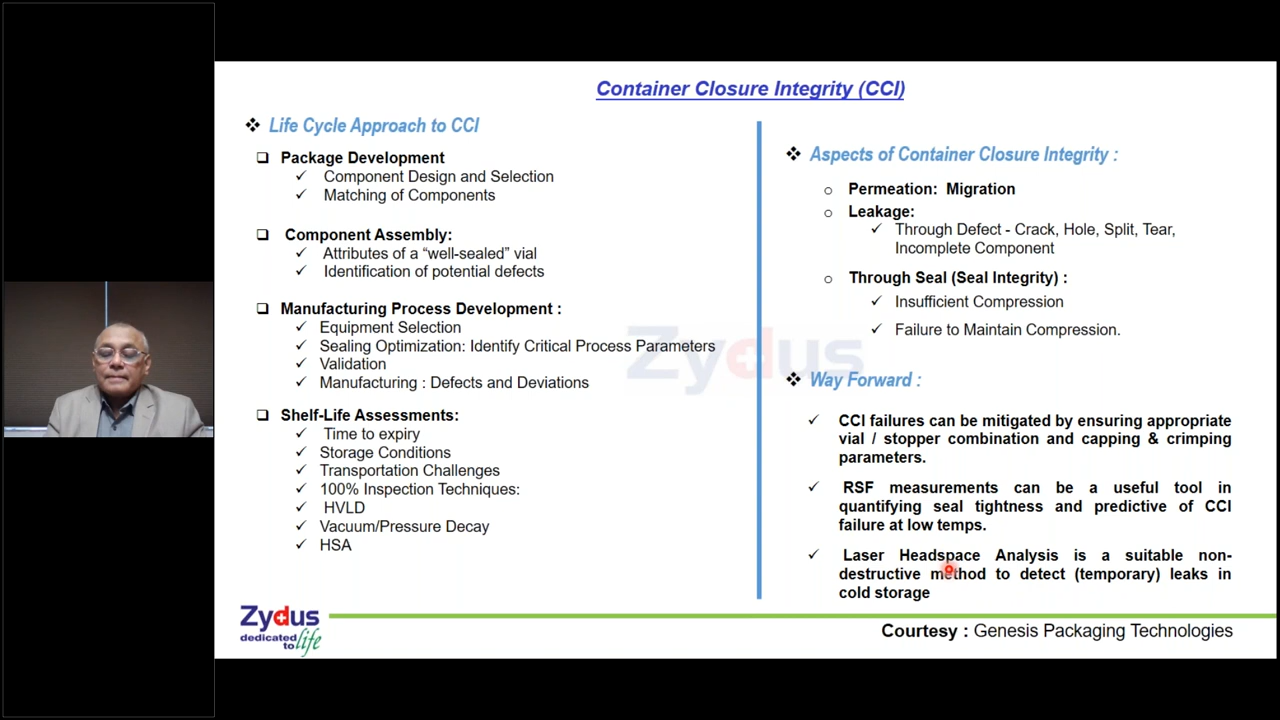 Container Closure Integrity (CCI)
❖ Life Cycle Approach to CCI
❑ Package Development
✓ Component Design and Selection
✓ Matching of Components
❑ Component Assembly:
✓ Attributes of a “well-sealed” vial
✓ Identification of potential defects
❑ Manufacturing Process Development :
✓ Equipment Selection
✓ Sealing Optimization: Identify Critical Process Parameters
✓ Validation
✓ Manufacturing : Defects and Deviations
❑ Shelf-Life Assessments:
✓ Time to expiry
✓ Storage Conditions
✓ Transportation Challenges
✓ 100% Inspection Techniques:
✓ HVLD
✓ Vacuum/Pressure Decay
✓ HSA
❖ Aspects of Container Closure Integrity :
o Permeation: Migration
o Leakage:
✓ Through Defect - Crack, Hole, Split, Tear,
Incomplete Component
o Through Seal (Seal Integrity) :
✓ Insufficient Compression
✓ Failure to Maintain Compression.
❖ Way Forward :
✓ CCI failures can be mitigated by ensuring appropriate
vial / stopper combination and capping & crimping
parameters.
✓ RSF measurements can be a useful tool in
quantifying seal tightness and predictive of CCI
failure at low temps.
✓ Laser Headspace Analysis is a suitable non-
destructive method to detect (temporary) leaks in
cold storage
Zydus
Zydus
dedicated
to life
Courtesy : Genesis Packaging Technologies